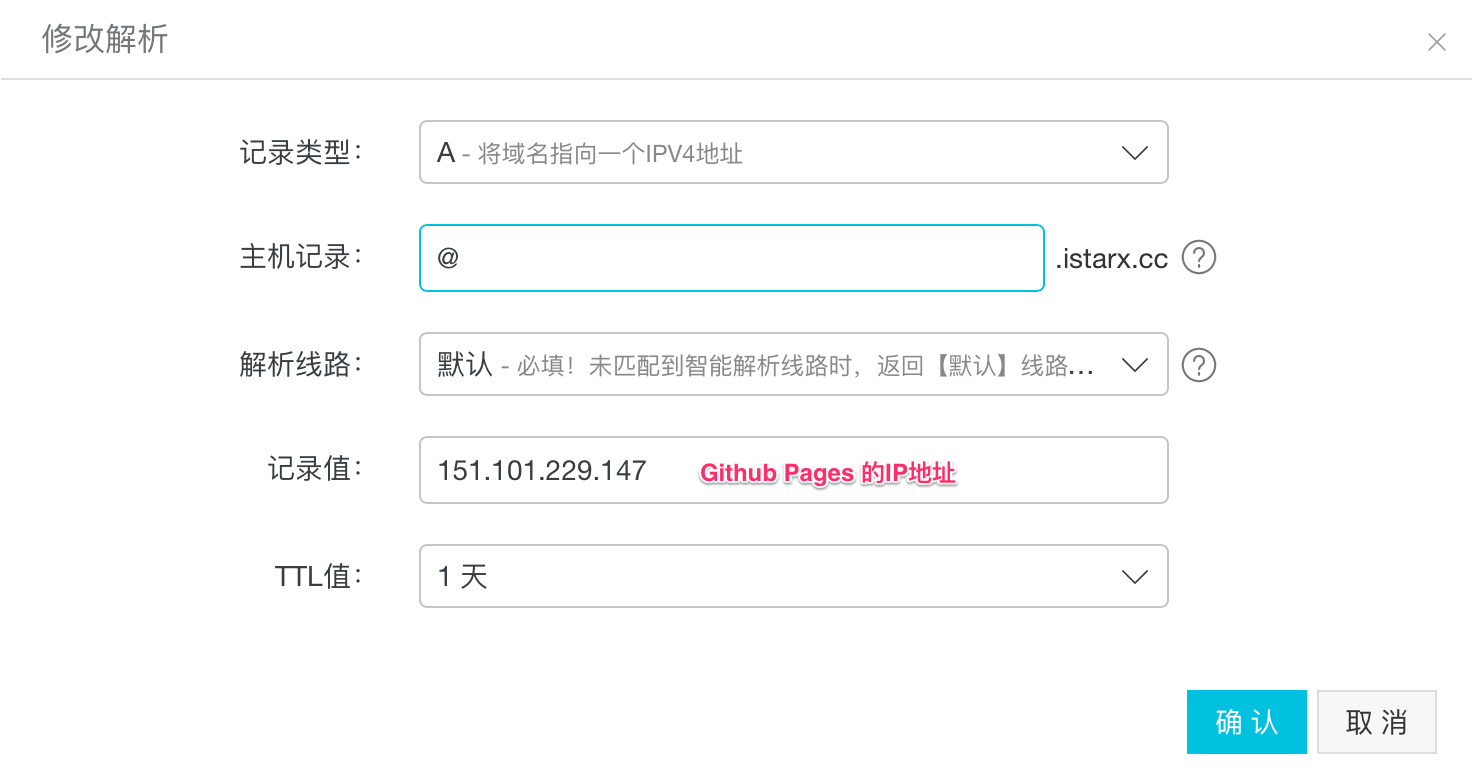 修改解析
记录类型： A - 将域名指向一个IPV4地址
主机记录： @ .istarx.cc ?
解析线路： 默认 - 必填！未匹配到智能解析线路时，返回【默认】线路... ?
记录值： 151.101.229.147 Github Pages 的IP地址
TTL值： 1 天
确 认 取 消